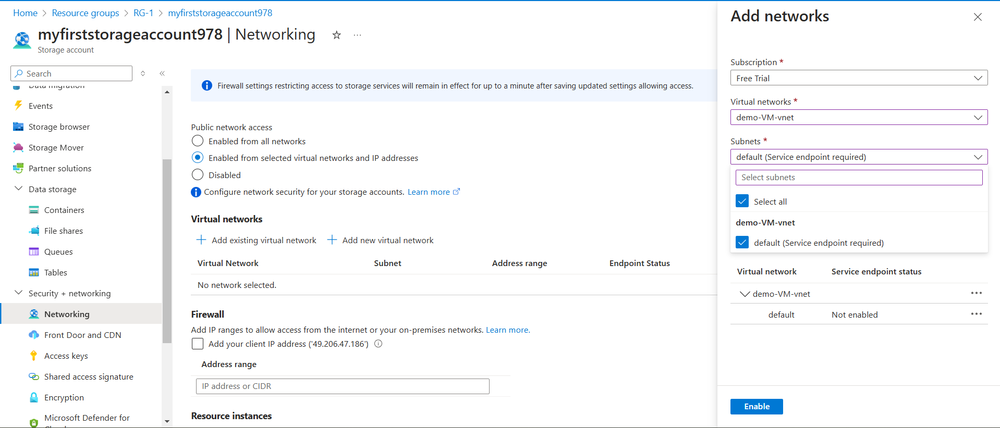 Home > Resource groups > RG-1 > myfirststorageaccount978
myfirststorageaccount978 | Networking
Storage account
Search
Data migration
Events
Storage browser
Storage Mover
Partner solutions
Data storage
Containers
File shares
Queues
Tables
Security + networking
Networking
Front Door and CDN
Access keys
Shared access signature
Encryption
Microsoft Defender for
Firewall settings restricting access to storage services will remain in effect for up to a minute after saving updated settings allowing access.
Public network access
Enabled from all networks
Enabled from selected virtual networks and IP addresses
Disabled
Configure network security for your storage accounts. Learn more
Virtual networks
Add existing virtual network
Add new virtual network
Virtual Network Subnet Address range Endpoint Status
No network selected.
Firewall
Add IP ranges to allow access from the internet or your on-premises networks. Learn more.
Add your client IP address ('49.206.47.186')
Address range
IP address or CIDR
Resource instances
Add networks
Subscription *
Free Trial
Virtual networks *
demo-VM-vnet
Subnets *
default (Service endpoint required)
Select subnets
Select all
demo-VM-vnet
default (Service endpoint required)
Virtual network Service endpoint status
demo-VM-vnet
default Not enabled
Enable